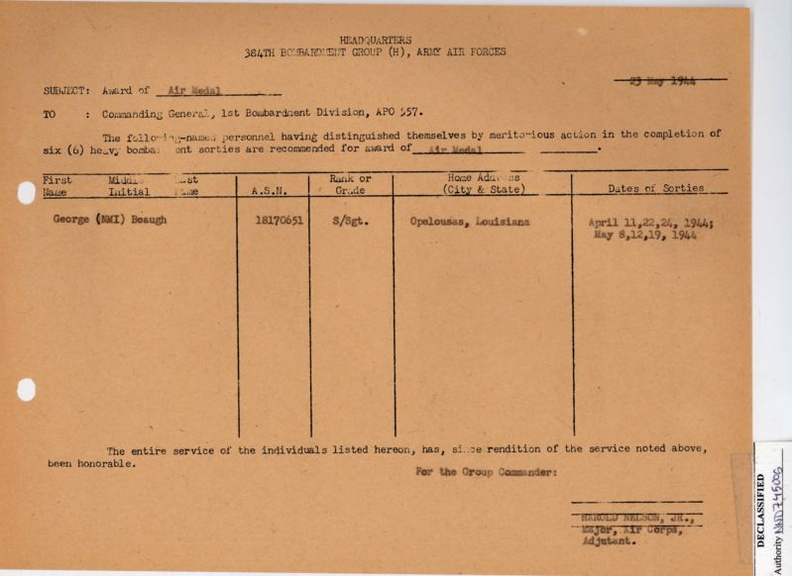 HEADQUARTERS
384TH BOMBARDMENT GROUP (H), ARMY AIR FORCES
23 May 1944
SUBJECT: Award of Air Medal
TO : Commanding General, 1st Bombardment Division, APO 557.
The following-named personnel having distinguished themselves by meritorious action in the completion of
six (6) heavy bombardment sorties are recommended for award of Air Medal .
First Middle Last Rank or Home Address
Name Initial Name A.S.N. Grade (City & State) Dates of Sorties
George (NMI) Beaugh 18170651 S/Sgt. Opelousas, Louisiana April 11,22,24, 1944;
May 8,12,19, 1944
The entire service of the individuals listed hereon, has, since rendition of the service noted above,
been honorable.
For the Group Commander:
HAROLD NELSON, JR.,
Major, Air Corps,
Adjutant.
DECLASSIFIED
Authority NND745005